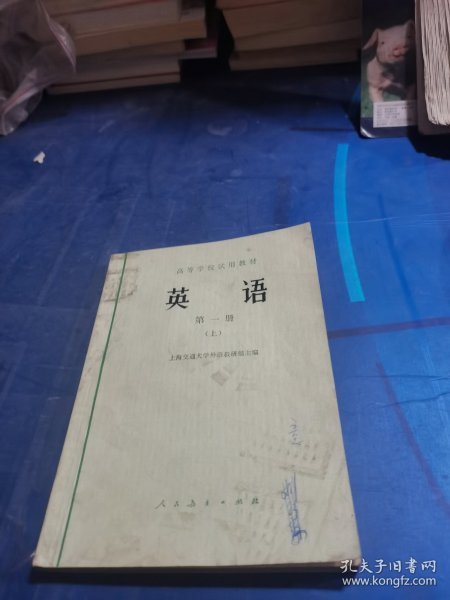 高等学校试用教材
英语
第一册
(上)
上海交通大学外语教研组主编
人民教育出版社
孔夫子旧书网
www.kongfz.com